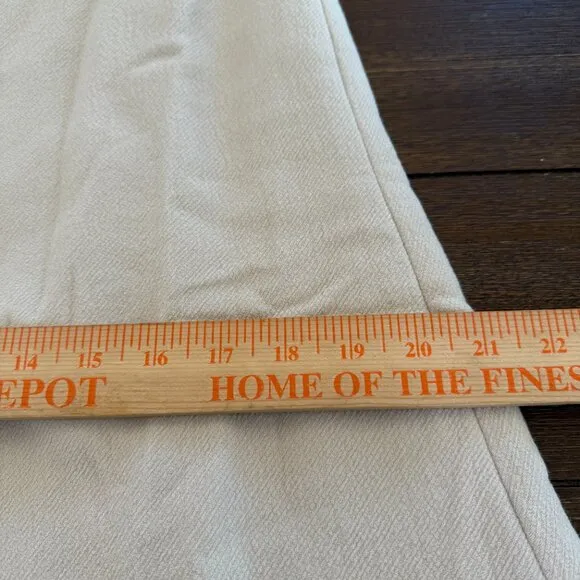 14 15 16 17 18 19 20 21 22
EPOT HOME OF THE FINES